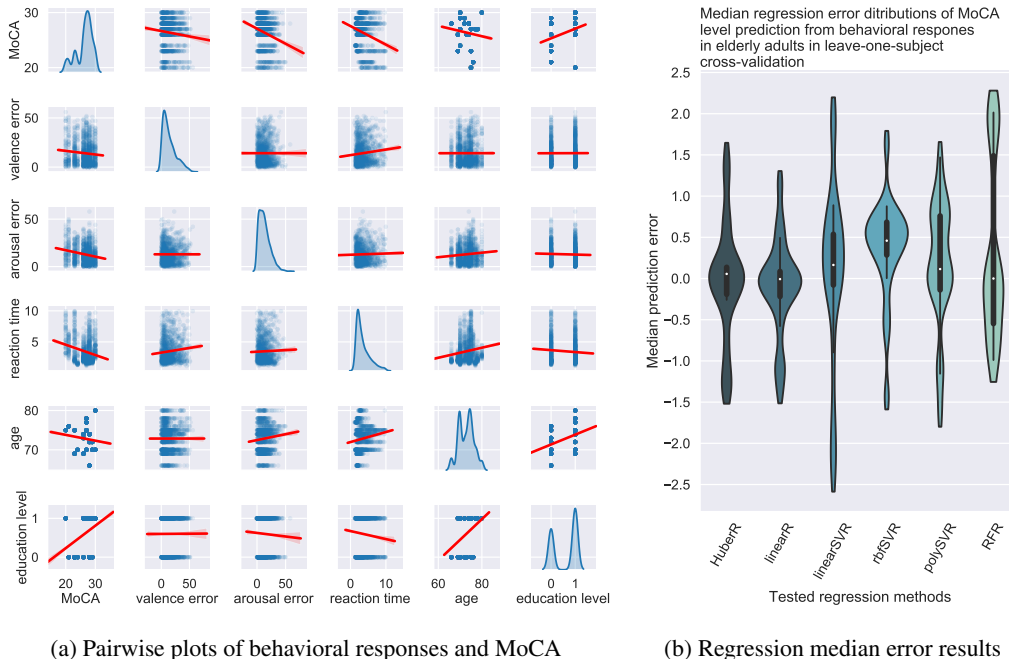 MoCA
30
20
valence error
50
0
arousal error
50
0
reaction time
10
5
age
80
70
education level
1
0
20 30
0 50
0 50
0 10
60 80
0 1
MoCA
valence error
arousal error
reaction time
age
education level
(a) Pairwise plots of behavioral responses and MoCA
Median regression error ditributions of MoCA
level prediction from behavioral respones
in elderly adults in leave-one-subject
cross-validation
Median prediction error
2.5
2.0
1.5
1.0
0.5
0.0
−0.5
−1.0
−1.5
−2.0
−2.5
HuberR
linearR
linearSVR
rbfSVR
polySVR
RFR
Tested regression methods
(b) Regression median error results